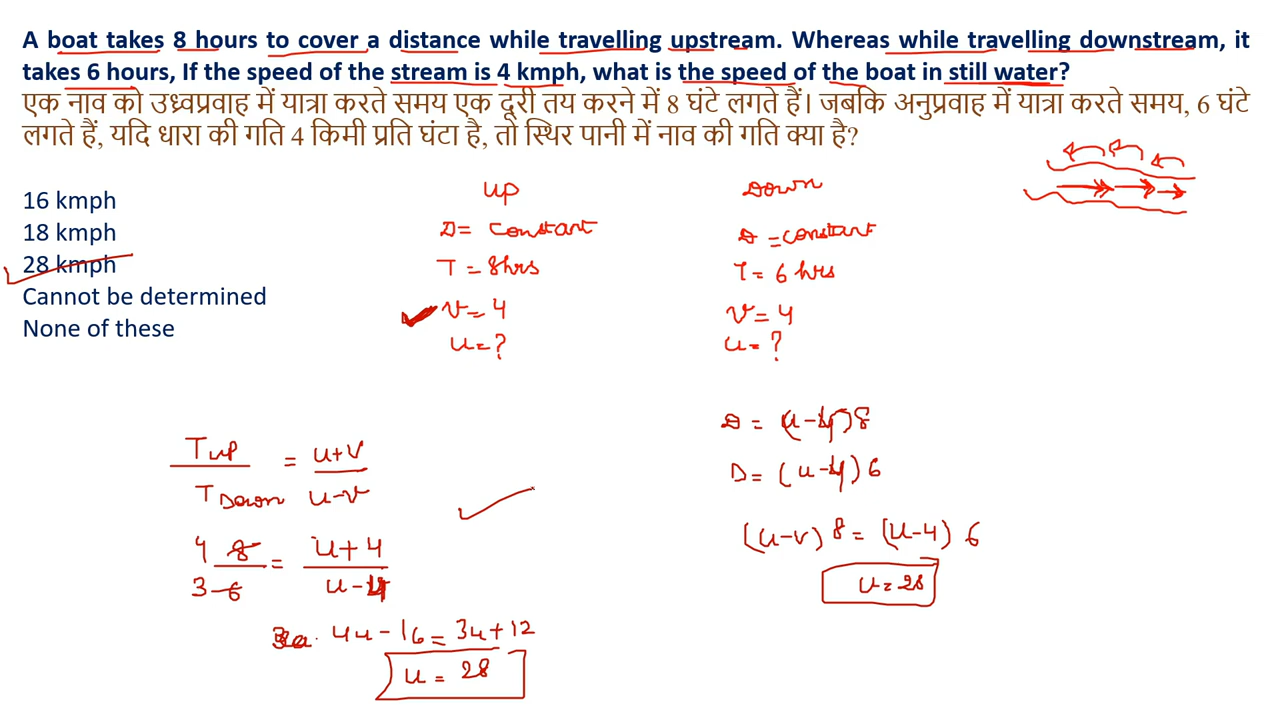 A boat takes 8 hours to cover a distance while travelling upstream. Whereas while travelling downstream, it
takes 6 hours, If the speed of the stream is 4 kmph, what is the speed of the boat in still water?
एक नाव को उध्र्वप्रवाह में यात्रा करते समय एक दूरी तय करने में 8 घंटे लगते हैं। जबकि अनुप्रवाह में यात्रा करते समय, 6 घंटे
लगते हैं, यदि धारा की गति 4 किमी प्रति घंटा है, तो स्थिर पानी में नाव की गति क्या है?
16 kmph
18 kmph
28 kmph
Cannot be determined
None of these
UP
D = constant
T = 8hrs
V = 4
u = ?
DOWN
D = constant
T = 6 hrs
V = 4
u = ?
T up / T Down = u+v / u-v
4 8 / 3 6 = u+4 / u-4
4u - 16 = 3u + 12
u = 28
D = (u-4) 8
D = (u-4) 6
(u-v) 8 = (u-4) 6
u = 28